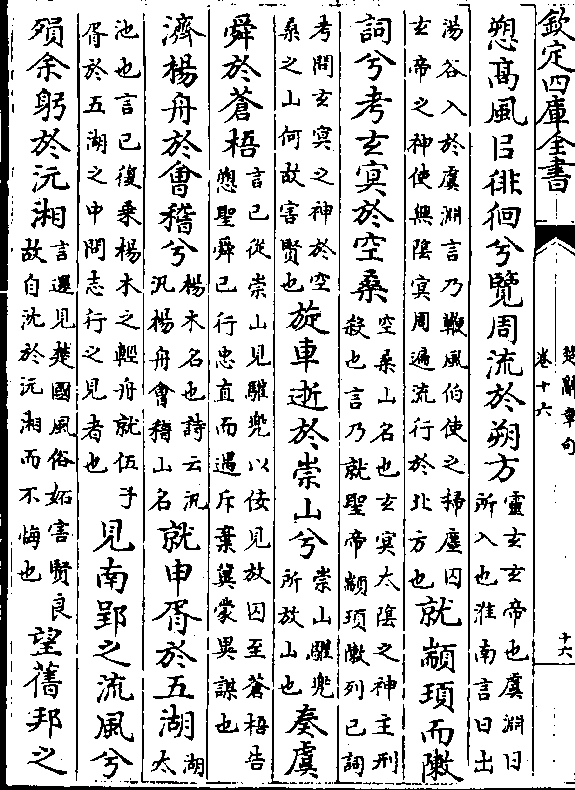 欽定四庫全書
楚辭章句
卷十六
十六
愬高風㠯徘徊兮覽周流於朔方靈玄玄帝也虞淵日所入也淮南言日出
湯谷入於虞淵言乃鞭風伯使之掃塵囚玄帝之神使無陰冥周遍流行於北方也就顓頊而敶
詞兮考玄冥於空桑空桑山名也玄冥太陰之神主刑殺也言乃就聖帝顓頊敶列己詞
考問玄冥之神於空桑之山何故害賢也旋車逝於崇山兮崇山驩兜所放山也奏虞
舜於蒼梧言己從崇山見驩兜以佞見放囚至蒼梧告愬聖舜己行忠直而遇斥棄冀蒙異謀也
濟楊舟於會稽兮楊木名也詩云汎汎楊舟會稽山名就申胥於五湖湖太
池也言己復乘楊木之輕舟就伍子胥於五湖之中問志行之見者也見南郢之流風兮
殞余躬於沅湘言還見楚國風俗妬害賢良故自沈於沅湘而不悔也望舊邦之